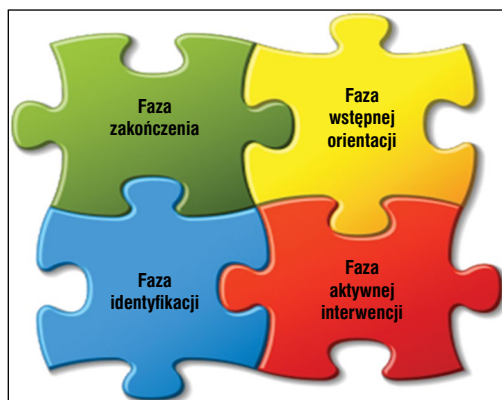 Faza
zakończenia
Faza
wstępnej
orientacji
Faza
identyfikacji
Faza
aktywnej
interwencji